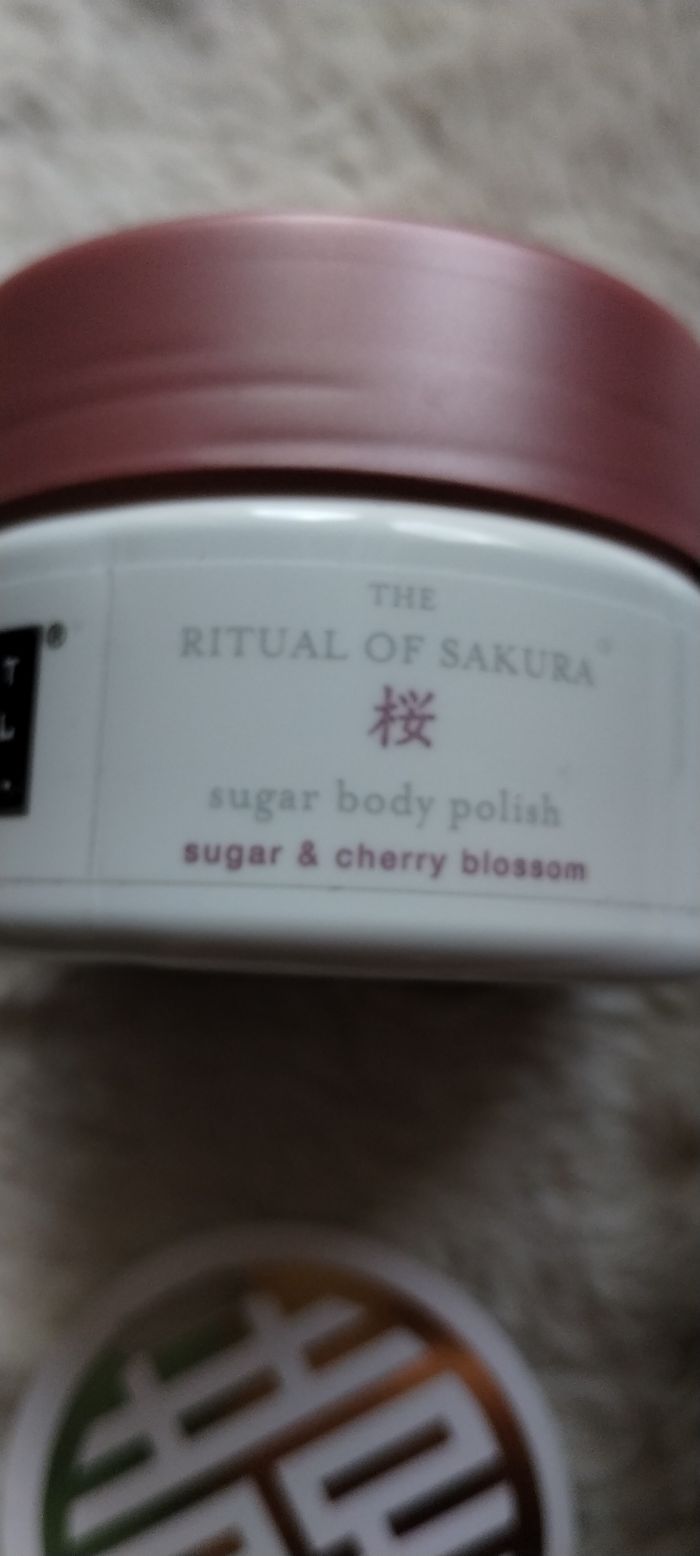 THE
RITUAL OF SAKURA
桜
sugar body polish
sugar & cherry blossom
T
L
®